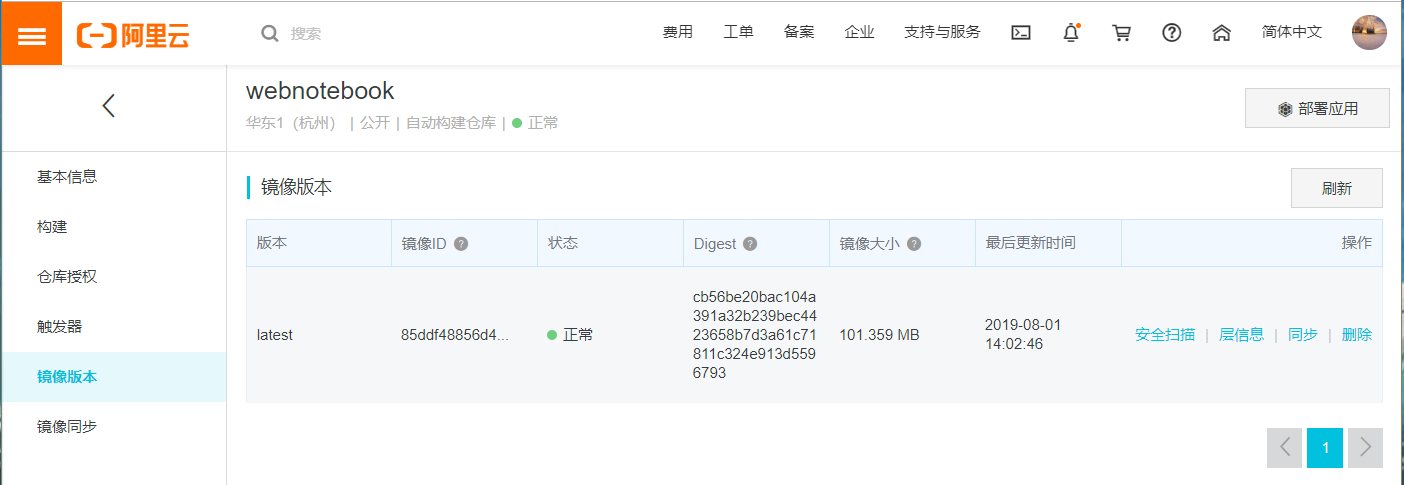 阿里云
搜索
费用
工单
备案
企业
支持与服务
简体中文
webnotebook
华东1（杭州） | 公开 | 自动构建仓库 | 正常
部署应用
基本信息
构建
仓库授权
触发器
镜像版本
镜像同步
镜像版本
刷新
版本
镜像ID
状态
Digest
镜像大小
最后更新时间
操作
latest
85ddf48856d4...
正常
cb56be20bac104a
391a32b239bec44
23658b7d3a61c71
811c324e913d559
6793
101.359 MB
2019-08-01
14:02:46
安全扫描 | 层信息 | 同步 | 删除
1